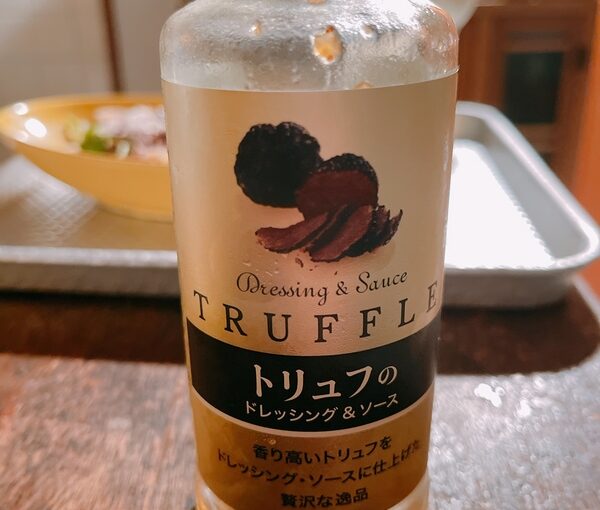 Dressing & Sauce
TRUFFLE
トリュフの
ドレッシング&ソース
香り高いトリュフを
ドレッシング・ソースに仕上げた
贅沢な逸品